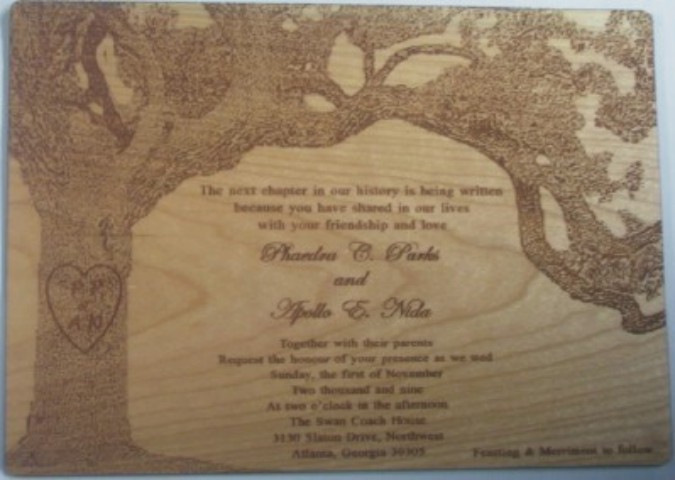 The next chapter in our history is being written
because you have shared in our lives
with your friendship and love
Phaedra C. Parks
and
Apollo E. Nida
P.P.
A.N.
Together with their parents
Request the honour of your presence as we wed
Sunday, the first of November
Two thousand and nine
At two o'clock in the afternoon
The Swan Coach House
3130 Slaton Drive, Northwest
Atlanta, Georgia 30305
Feasting & Merriment to follow